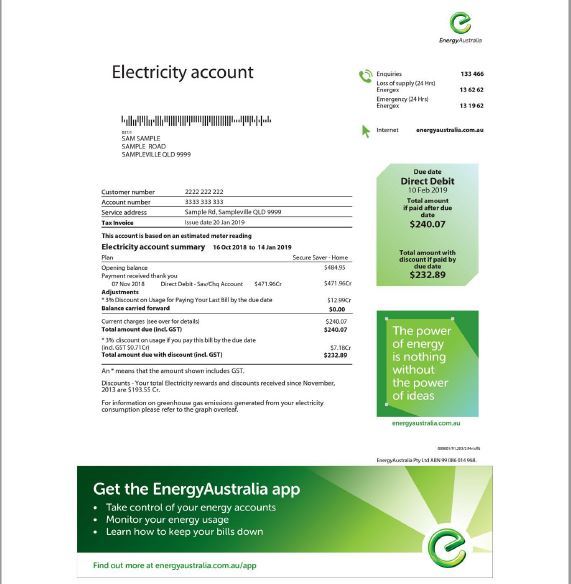 EnergyAustralia
Electricity account
Enquiries 133 466
Loss of supply (24 Hrs)
Energex 13 62 62
Emergency (24 Hrs)
Energex 13 19 62
Internet energyaustralia.com.au
SAM SAMPLE
SAMPLE ROAD
SAMPLEVILLE QLD 9999
Due date
Direct Debit
10 Feb 2019
Total amount
if paid after due
date
$240.07
Total amount with
discount if paid by
due date
$232.89
Customer number 2222 222 222
Account number 3333 333 333
Service address Sample Rd, Sampleville QLD 9999
Tax Invoice Issue date 20 Jan 2019
This account is based on an estimated meter reading
Electricity account summary 16 Oct 2018 to 14 Jan 2019
Plan Secure Saver - Home
Opening balance $484.95
Payment received thank you
07 Nov 2018 Direct Debit - Sav/Chq Account $471.96Cr $471.96Cr
Adjustments
* 3% Discount on Usage for Paying Your Last Bill by the due date $12.99Cr
Balance carried forward $0.00
Current charges (see over for details) $240.07
Total amount due (incl. GST) $240.07
* 3% discount on usage if you pay this bill by the due date
(incl. GST $0.71Cr) $7.18Cr
Total amount due with discount (incl. GST) $232.89
An * means that the amount shown includes GST.
Discounts - Your total Electricity rewards and discounts received since November,
2013 are $193.55 Cr.
For information on greenhouse gas emissions generated from your electricity
consumption please refer to the graph overleaf.
The power
of energy
is nothing
without
the power
of ideas
energyaustralia.com.au
EnergyAustralia Pty Ltd ABN 99 086 014 968.
Get the EnergyAustralia app
• Take control of your energy accounts
• Monitor your energy usage
• Learn how to keep your bills down
Find out more at energyaustralia.com.au/app